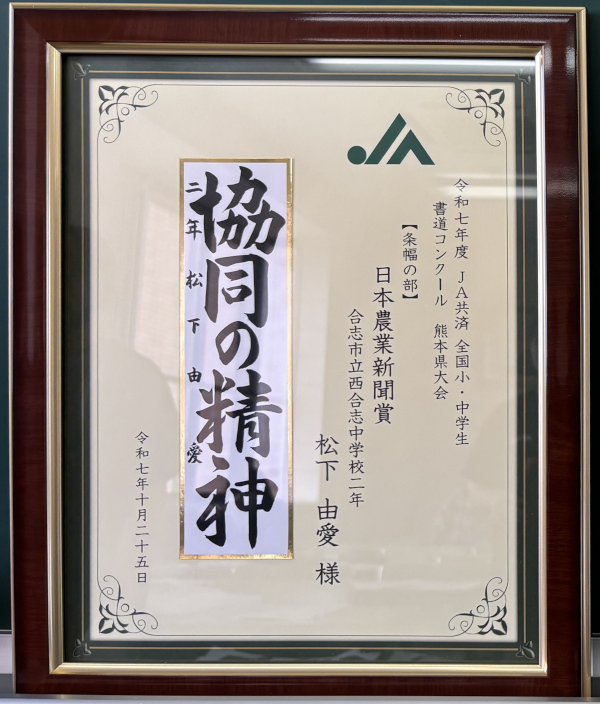 令和七年度 JA共済 全国小・中学生
書道コンクール 熊本県大会
【条幅の部】
日本農業新聞賞
合志市立西合志中学校二年
松下 由愛 様
協同の精神
二年 松下由愛
令和七年十月二十五日
JA